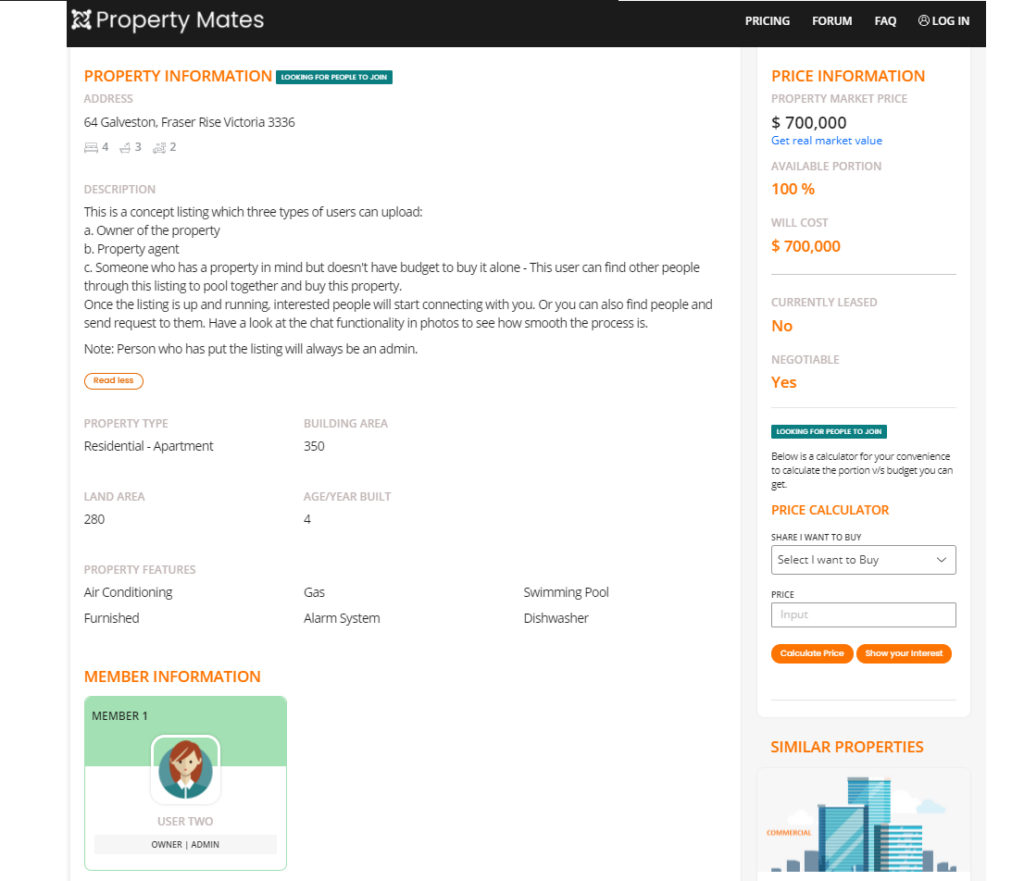 Property Mates
PRICING FORUM FAQ LOG IN
PROPERTY INFORMATION LOOKING FOR PEOPLE TO JOIN
ADDRESS
64 Galveston, Fraser Rise Victoria 3336
4 3 2
DESCRIPTION
This is a concept listing which three types of users can upload:
a. Owner of the property
b. Property agent
c. Someone who has a property in mind but doesn't have budget to buy it alone - This user can find other people
through this listing to pool together and buy this property.
Once the listing is up and running, interested people will start connecting with you. Or you can also find people and
send request to them. Have a look at the chat functionality in photos to see how smooth the process is.
Note: Person who has put the listing will always be an admin.
Read less
PROPERTY TYPE BUILDING AREA
Residential - Apartment 350
LAND AREA AGE/YEAR BUILT
280 4
PROPERTY FEATURES
Air Conditioning Gas Swimming Pool
Furnished Alarm System Dishwasher
MEMBER INFORMATION
MEMBER 1
USER TWO
OWNER | ADMIN
PRICE INFORMATION
PROPERTY MARKET PRICE
$ 700,000
Get real market value
AVAILABLE PORTION
100 %
WILL COST
$ 700,000
CURRENTLY LEASED
No
NEGOTIABLE
Yes
LOOKING FOR PEOPLE TO JOIN
Below is a calculator for your convenience
to calculate the portion v/s budget you can
get.
PRICE CALCULATOR
SHARE I WANT TO BUY
Select I want to Buy
PRICE
Input
Calculate Price Show your Interest
SIMILAR PROPERTIES
COMMERCIAL